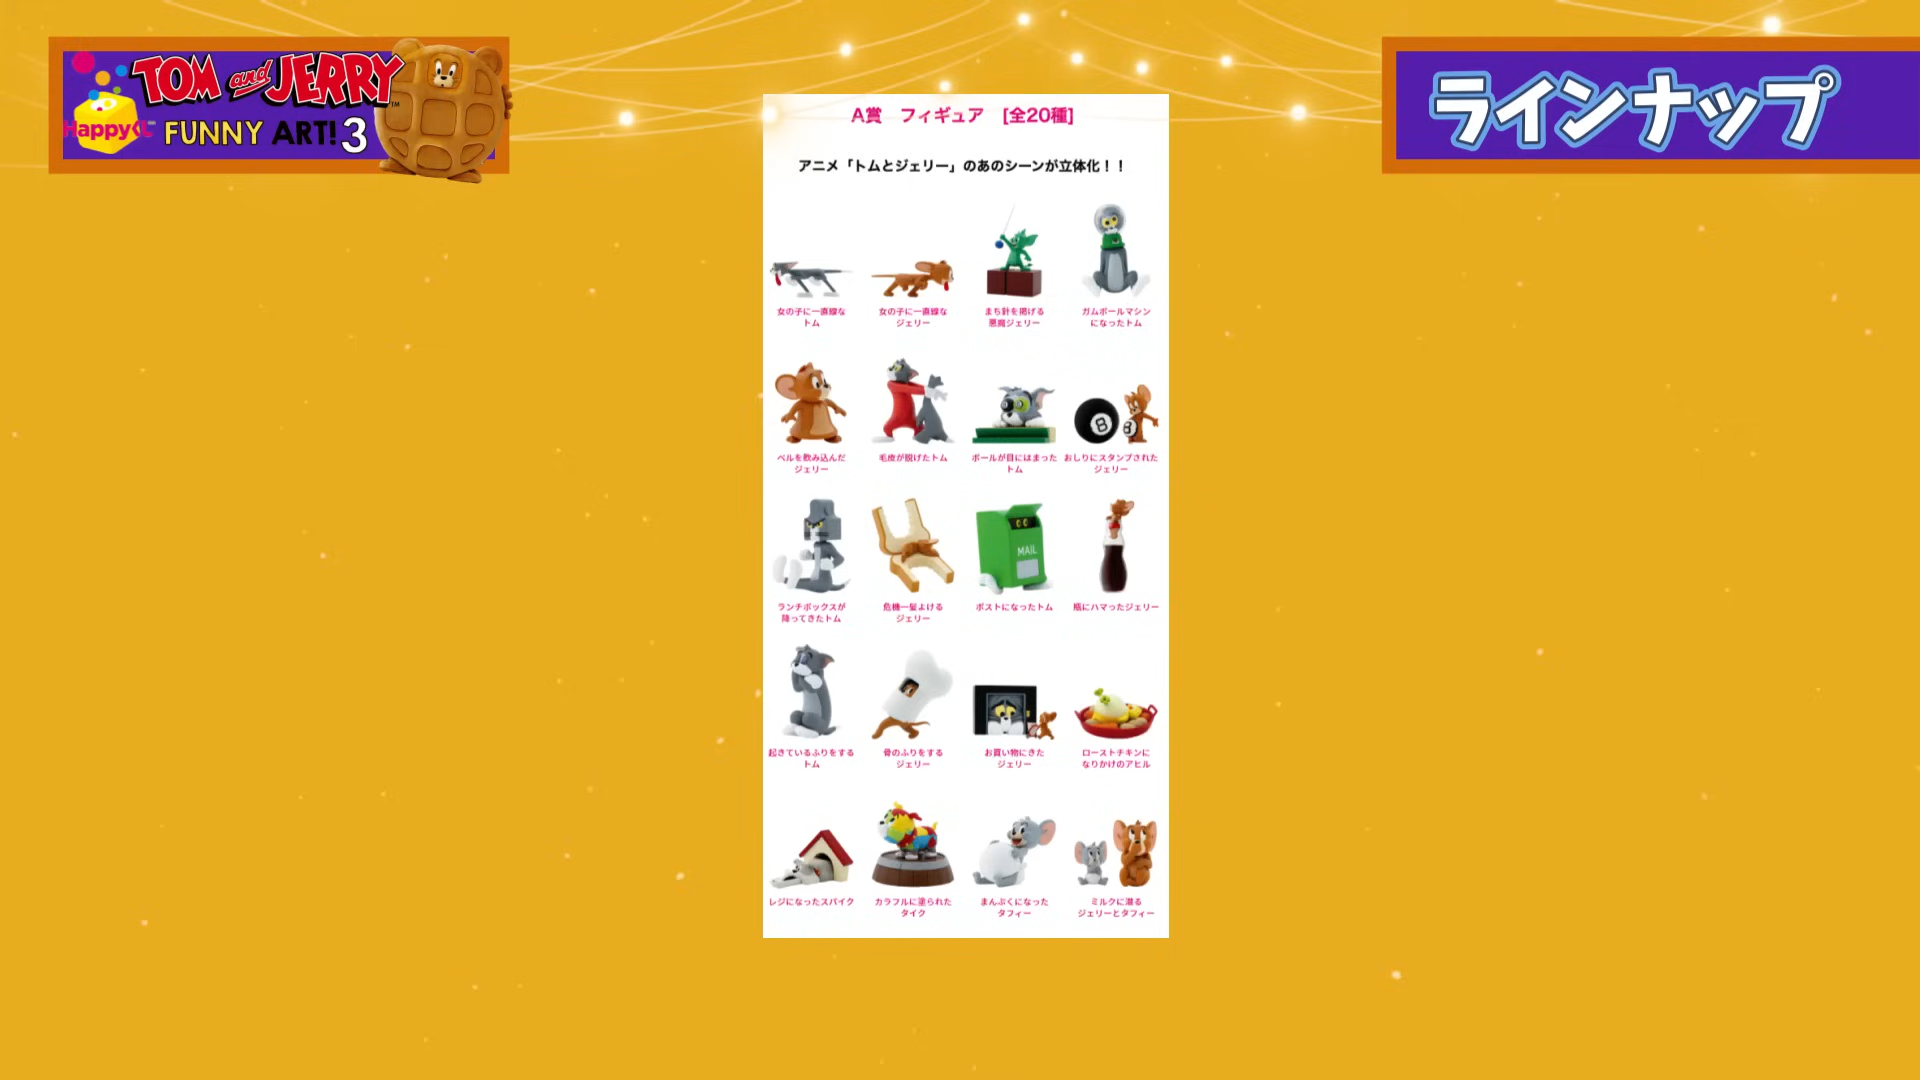 TOM and JERRY™
Happyくじ™ FUNNY ART! 3
ラインナップ
A賞 フィギュア [全20種]
アニメ「トムとジェリー」のあのシーンが立体化！！
女の子に一直線な
トム
女の子に一直線な
ジェリー
まち針を掲げる
悪魔ジェリー
ガムボールマシン
になったトム
ベルを飲み込んだ
ジェリー
毛皮が脱げたトム
ボールが目にはまった
トム
おしりにスタンプされた
ジェリー
8
8
ランチボックスが
降ってきたトム
危機一髪よける
ジェリー
MAIL
ポストになったトム
瓶にハマったジェリー
起きているふりをする
トム
骨のふりをする
ジェリー
お買い物にきた
ジェリー
ローストチキンに
なりかけのアヒル
レジになったスパイク
カラフルに塗られた
タイク
まんぷくになった
タフィー
ミルクに潜る
ジェリーとタフィー